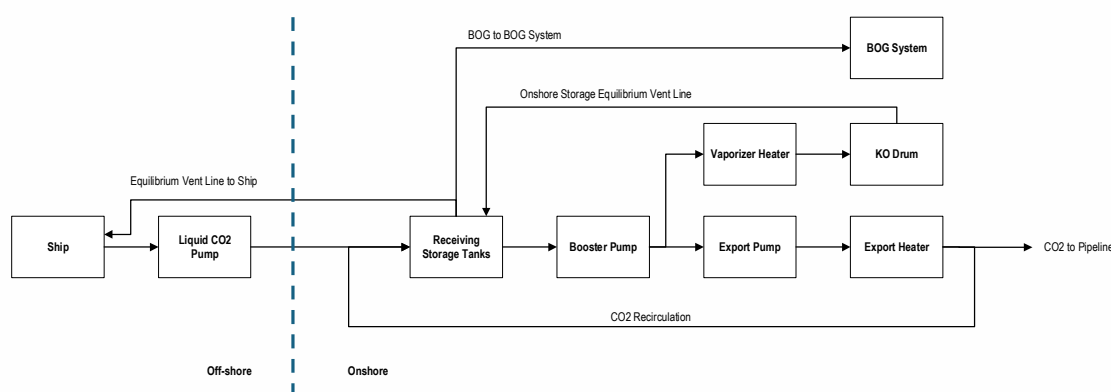 BOG to BOG System
BOG System
Onshore Storage Equilibrium Vent Line
Vaporizer Heater
KO Drum
Equilibrium Vent Line to Ship
Ship
Liquid CO2
Pump
Receiving
Storage Tanks
Booster Pump
Export Pump
Export Heater
CO2 to Pipeline
CO2 Recirculation
Off-shore
Onshore